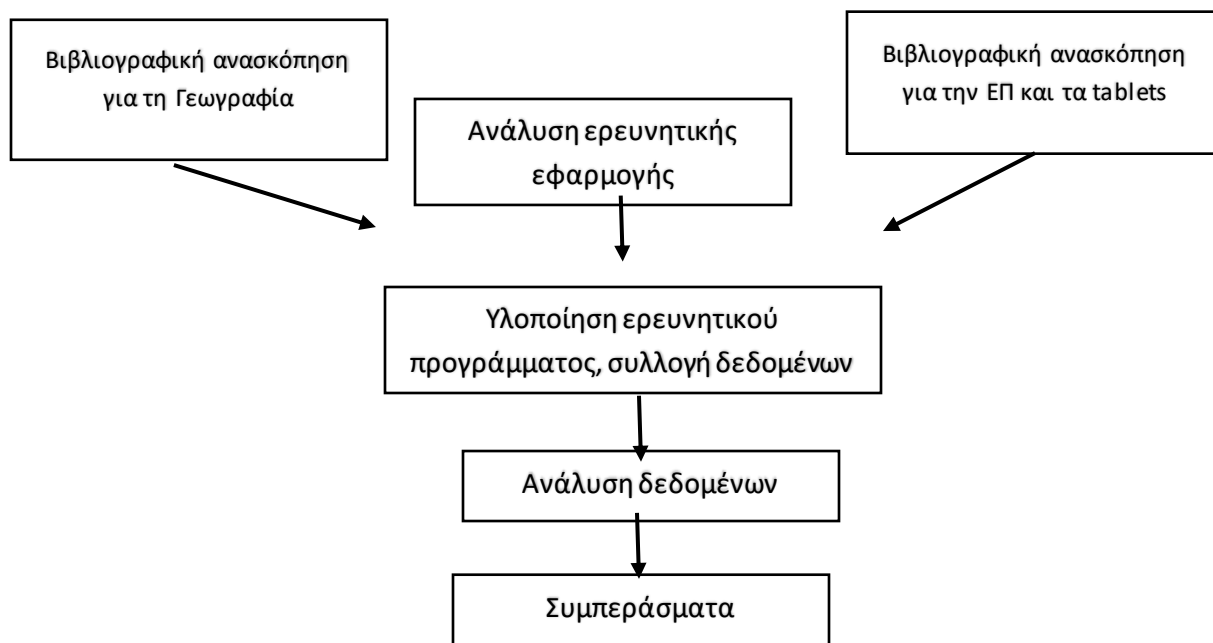 Βιβλιογραφική ανασκόπηση
για τη Γεωγραφία
Βιβλιογραφική ανασκόπηση
για την ΕΠ και τα tablets
Ανάλυση ερευνητικής
εφαρμογής
Υλοποίηση ερευνητικού
προγράμματος, συλλογή δεδομένων
Ανάλυση δεδομένων
Συμπεράσματα